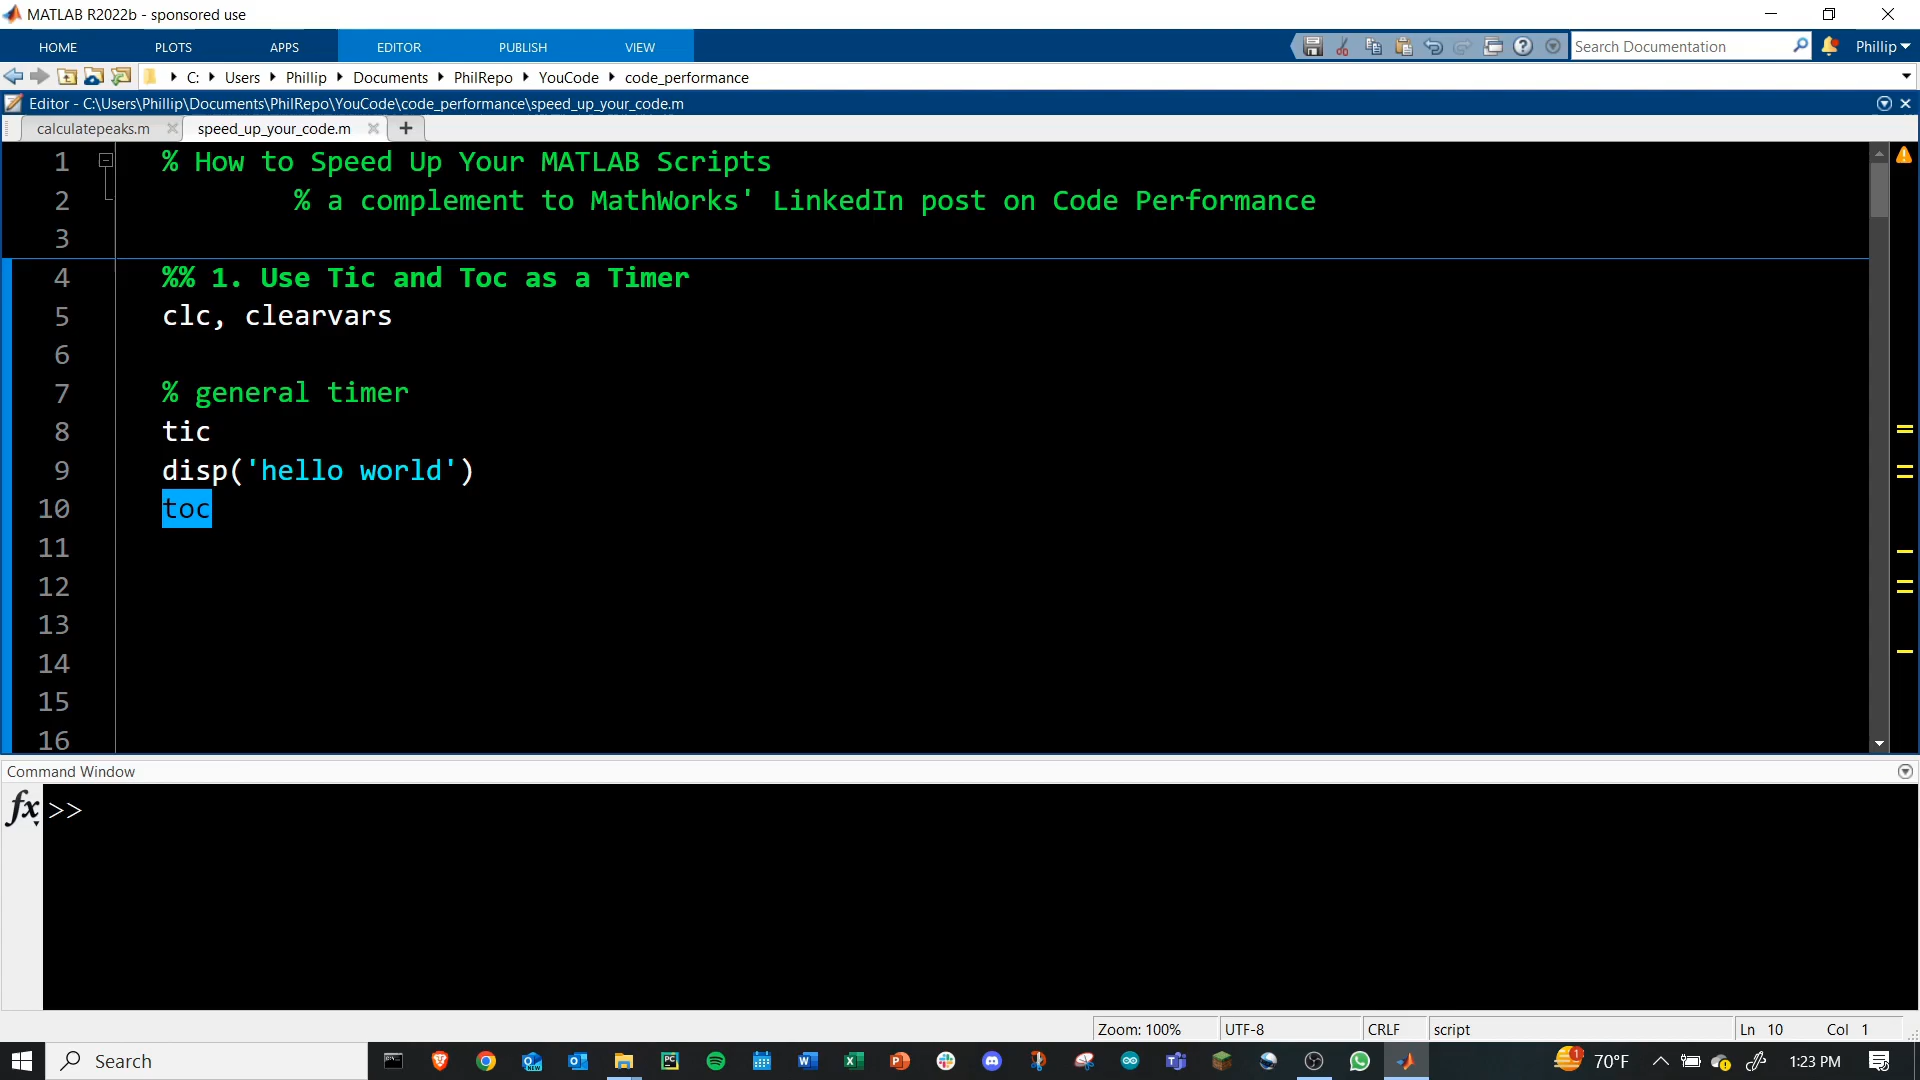 MATLAB R2022b - sponsored use
HOME PLOTS APPS EDITOR PUBLISH VIEW Search Documentation Phillip
C: Users Phillip Documents PhilRepo YouCode code_performance
Editor - C:\Users\Phillip\Documents\PhilRepo\YouCode\code_performance\speed_up_your_code.m
calculatepeaks.m speed_up_your_code.m +
1 % How to Speed Up Your MATLAB Scripts
2 % a complement to MathWorks' LinkedIn post on Code Performance
3
4 %% 1. Use Tic and Toc as a Timer
5 clc, clearvars
6
7 % general timer
8 tic
9 disp('hello world')
10 toc
11
12
13
14
15
16
Command Window
fx >>
Zoom: 100% UTF-8 CRLF script Ln 10 Col 1
Search 1 70°F 1:23 PM